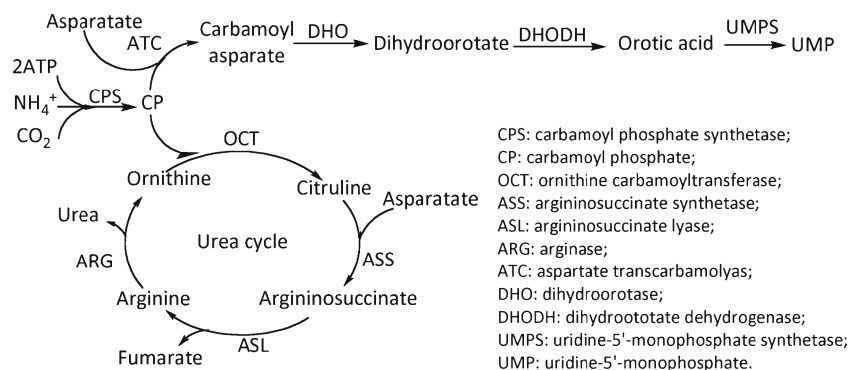 Asparatate
ATC
Carbamoyl
asparate
DHO
Dihydroorotate
DHODH
Orotic acid
UMPS
UMP
2ATP
NH4+
CPS
CP
CO2
OCT
Ornithine
Citruline
Asparatate
Urea
Urea cycle
ARG
ASS
Arginine
Argininosuccinate
ASL
Fumarate
CPS: carbamoyl phosphate synthetase;
CP: carbamoyl phosphate;
OCT: ornithine carbamoyltransferase;
ASS: argininosuccinate synthetase;
ASL: argininosuccinate lyase;
ARG: arginase;
ATC: aspartate transcarbamolyas;
DHO: dihydroorotase;
DHODH: dihydroototate dehydrogenase;
UMPS: uridine-5'-monophosphate synthetase;
UMP: uridine-5'-monophosphate.